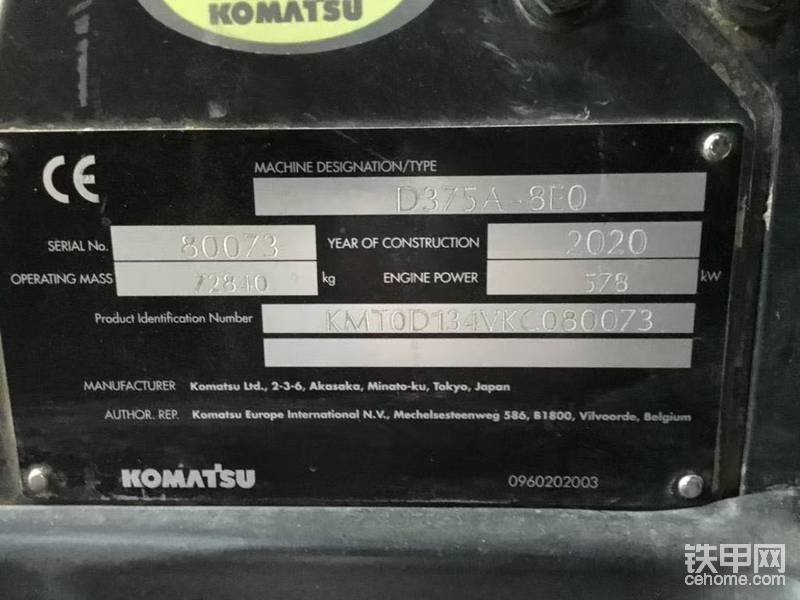 KOMATSU
CE
MACHINE DESIGNATION/TYPE
D375A-8E0
SERIAL No. 80073 YEAR OF CONSTRUCTION 2020
OPERATING MASS 72840 kg ENGINE POWER 578 kW
Product Identification Number KMT0D134VKC080073
MANUFACTURER Komatsu Ltd., 2-3-6, Akasaka, Minato-ku, Tokyo, Japan
AUTHOR. REP. Komatsu Europe International N.V., Mechelsesteenweg 586, B1800, Vilvoorde, Belgium
KOMATSU 0960202003
铁甲网
cehome.com